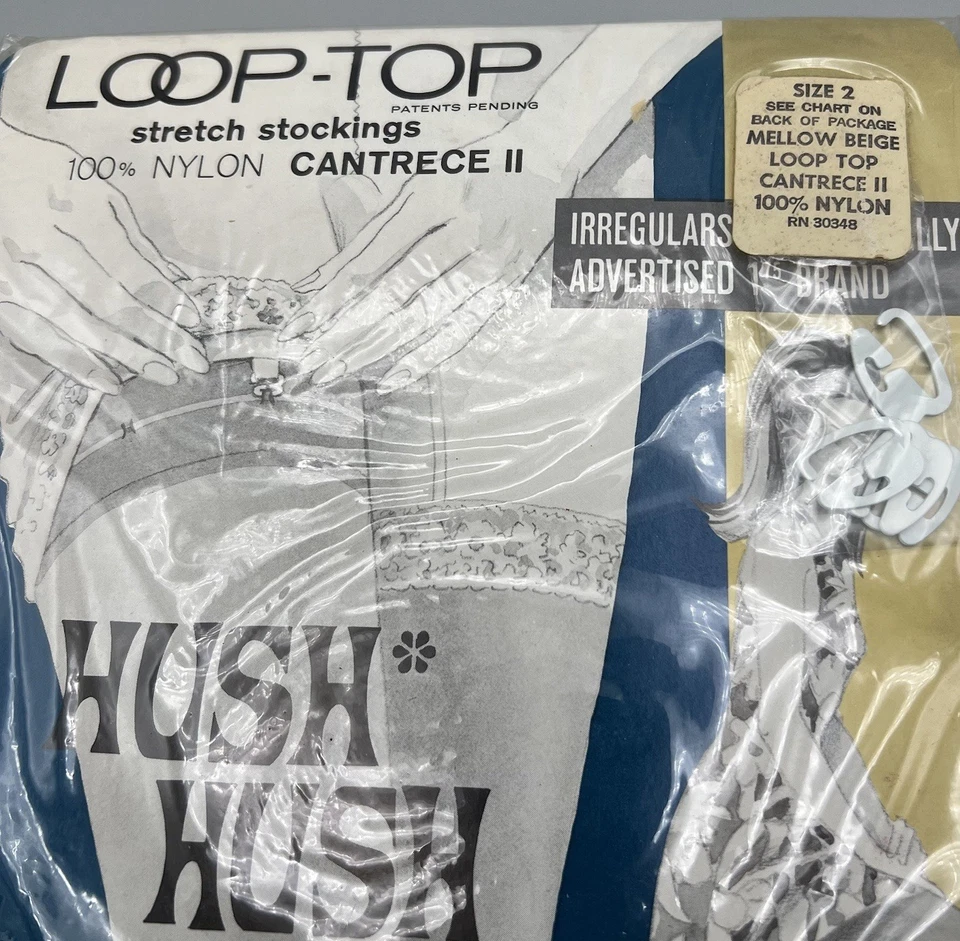 LOOP-TOP
PATENTS PENDING
stretch stockings
100% NYLON CANTRECE II
SIZE 2
SEE CHART ON
BACK OF PACKAGE
MELLOW BEIGE
LOOP TOP
CANTRECE II
100% NYLON
RN 30348
IRREGULARS LLY
ADVERTISED BRAND
HUSH*
HUSH